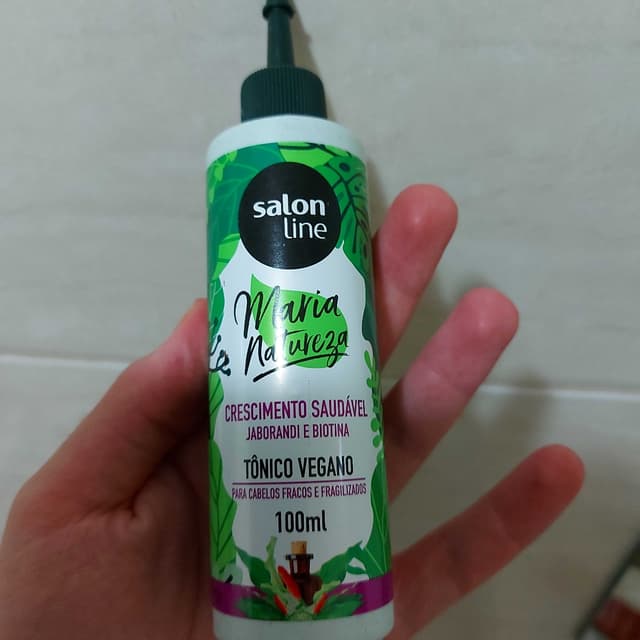 salon
line
Maria
Natureza
CRESCIMENTO SAUDÁVEL
JABORANDI E BIOTINA
TÔNICO VEGANO
PARA CABELOS FRACOS E FRAGILIZADOS
100ml